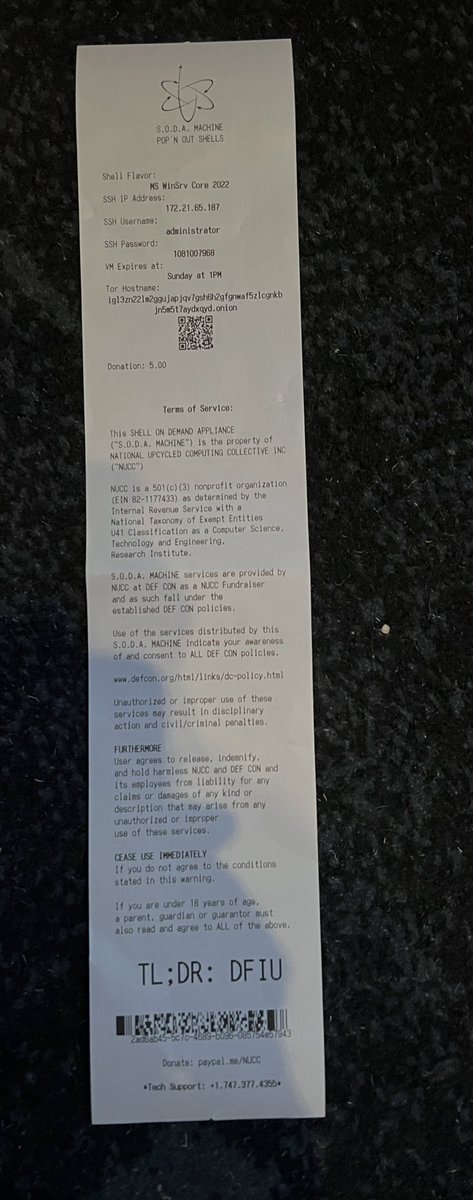 S.O.D.A. MACHINE
POP N OUT SHELLS
Shell Flavor:
MS WinSrv Core 2022
SSH IP Address:
172.21.65.187
SSH Username:
administrator
SSH Password:
1081007968
VM Expires at:
Sunday at 1PM
Tor Hostname:
jn5m5t7aydxqyd.onion
Donation: 5.00
Terms of Service:
This SHELL ON DEMAND APPLIANCE
("S.O.D.A. MACHINE") is the property of
NATIONAL UPCYCLED COMPUTING COLLECTIVE INC
("NUCC")
NUCC is a 501(c)(3) nonprofit organization
(EIN 82-1177433) as determined by the
Internal Revenue Service with a
National Taxonomy of Exempt Entities
U41 Classification as a Computer Science,
Technology and Engineering,
Research Institute.
S.O.D.A. MACHINE services are provided by
NUCC at DEF CON as a NUCC Fundraiser
and as such fall under the
established DEF CON policies.
Use of the services distributed by this
S.O.D.A. MACHINE indicate your awareness
of and consent to ALL DEF CON policies.
www.defcon.org/html/links/dc-policy.html
Unauthorized or improper use of these
services may result in disciplinary
action and civil/criminal penalties.
FURTHERMORE
User agrees to release, indemnify,
and hold harmless NUCC and DEF CON and
its employees from liability for any
claims or damages of any kind or
description that may arise from any
unauthorized or improper
use of these services.
CEASE USE IMMEDIATELY
If you do not agree to the conditions
stated in this warning.
If you are under 18 years of age,
a parent, guardian or guarantor must
also read and agree to ALL of the above.
TL;DR: DFIU
Donate: paypal.me/NUCC
*Tech Support: +1.747.377.4355*